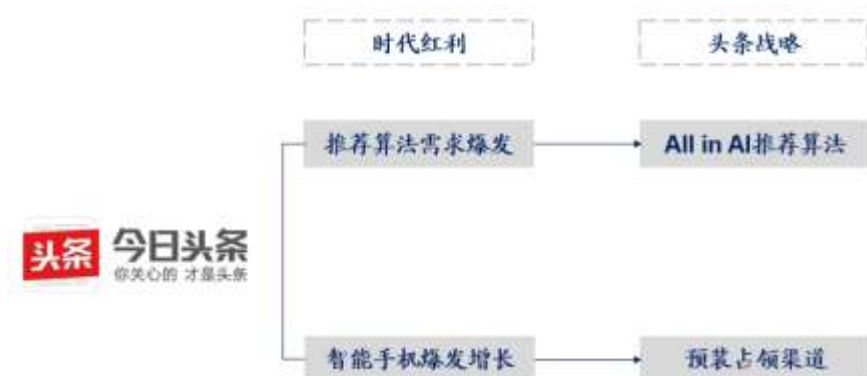 时代红利
头条战略
推荐算法需求爆发
All in AI推荐算法
头条
今日头条
你关心的 才是头条
智能手机爆发增长
预装占领渠道